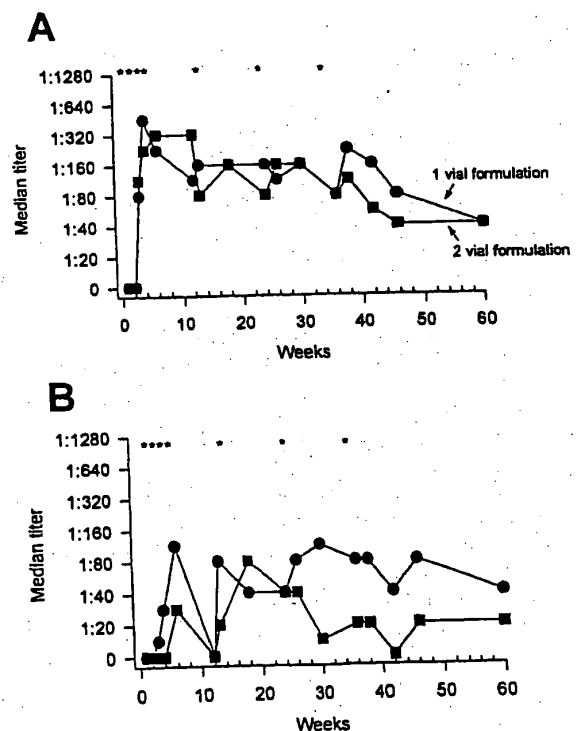 A
★★★★ ★ ★ ★
1:1280
1:640
1:320
1:160
1:80
1:40
1:20
0
Median titer
1 vial formulation
2 vial formulation
0 10 20 30 40 50 60
Weeks
B
★★★★ ★ ★ ★
1:1280
1:640
1:320
1:160
1:80
1:40
1:20
0
Median titer
0 10 20 30 40 50 60
Weeks